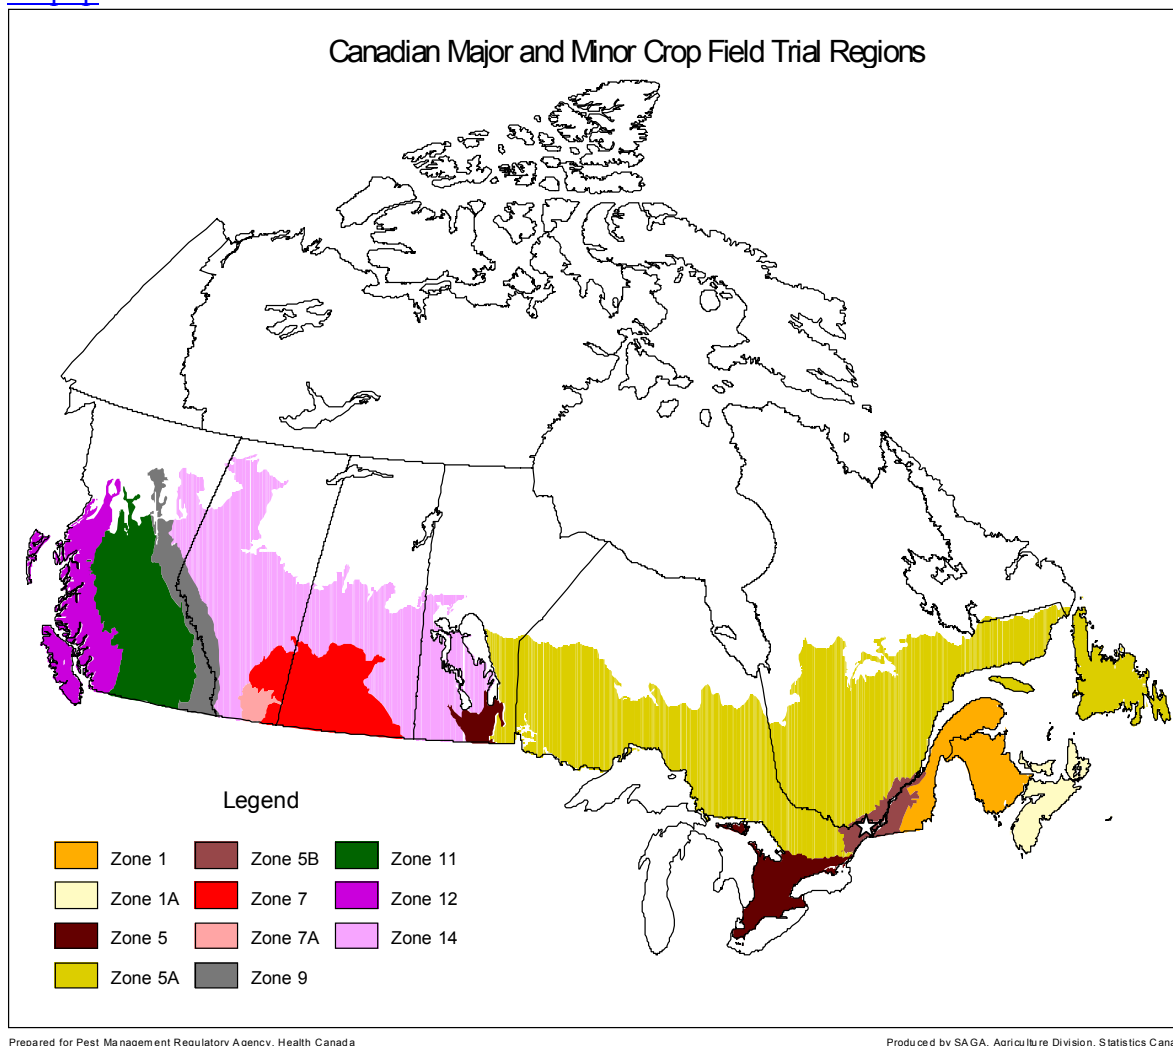 Canadian Major and Minor Crop Field Trial Regions
Legend
Zone 1
Zone 1A
Zone 5
Zone 5A
Zone 5B
Zone 7
Zone 7A
Zone 9
Zone 11
Zone 12
Zone 14
Prepared for Pest Management Regulatory Agency, Health Canada
Produced by SAGA, Agriculture Division, Statistics Cana